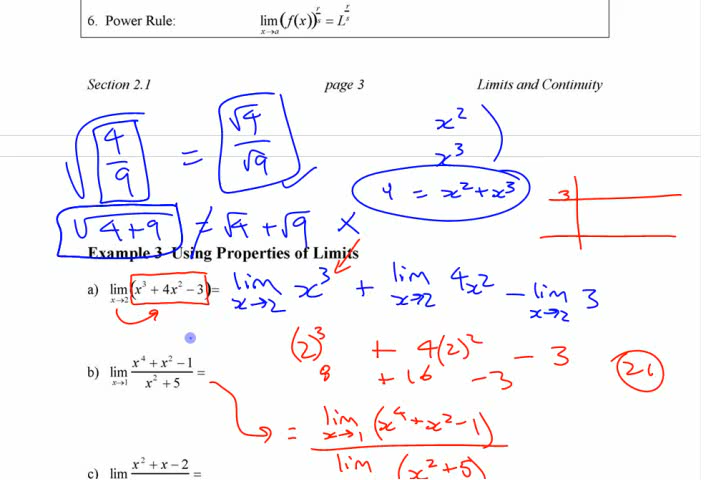 6. Power Rule: lim x→a (f(x))^(r/s) = L^(r/s)
Section 2.1 page 3 Limits and Continuity
√(4/9) = √4/√9
x²
x³
√(4+9) ≠ √4 + √9 ×
y = x² + x³
3
Example 3 Using Properties of Limits
a) lim x→2 (x³ + 4x² − 3) = lim x→2 x³ + lim x→2 4x² − lim x→2 3
(2)³ + 4(2)² − 3
8 + 16 − 3
21
b) lim x→1 (x⁴ + x² − 1)/(x² + 5) =
= lim x→1 (x⁴ + x² − 1)
lim (x² + 5)
c) lim x² + x − 2 =